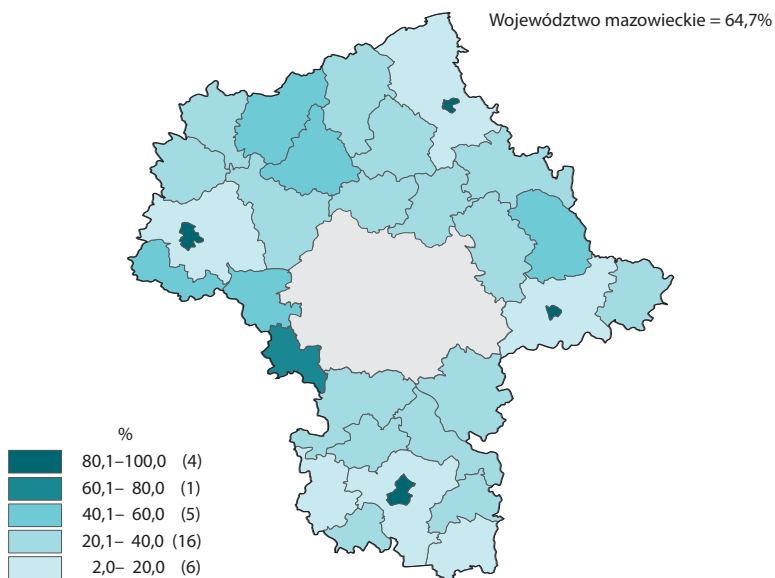 Województwo mazowieckie = 64,7%
%
80,1–100,0 (4)
60,1– 80,0 (1)
40,1– 60,0 (5)
20,1– 40,0 (16)
2,0– 20,0 (6)